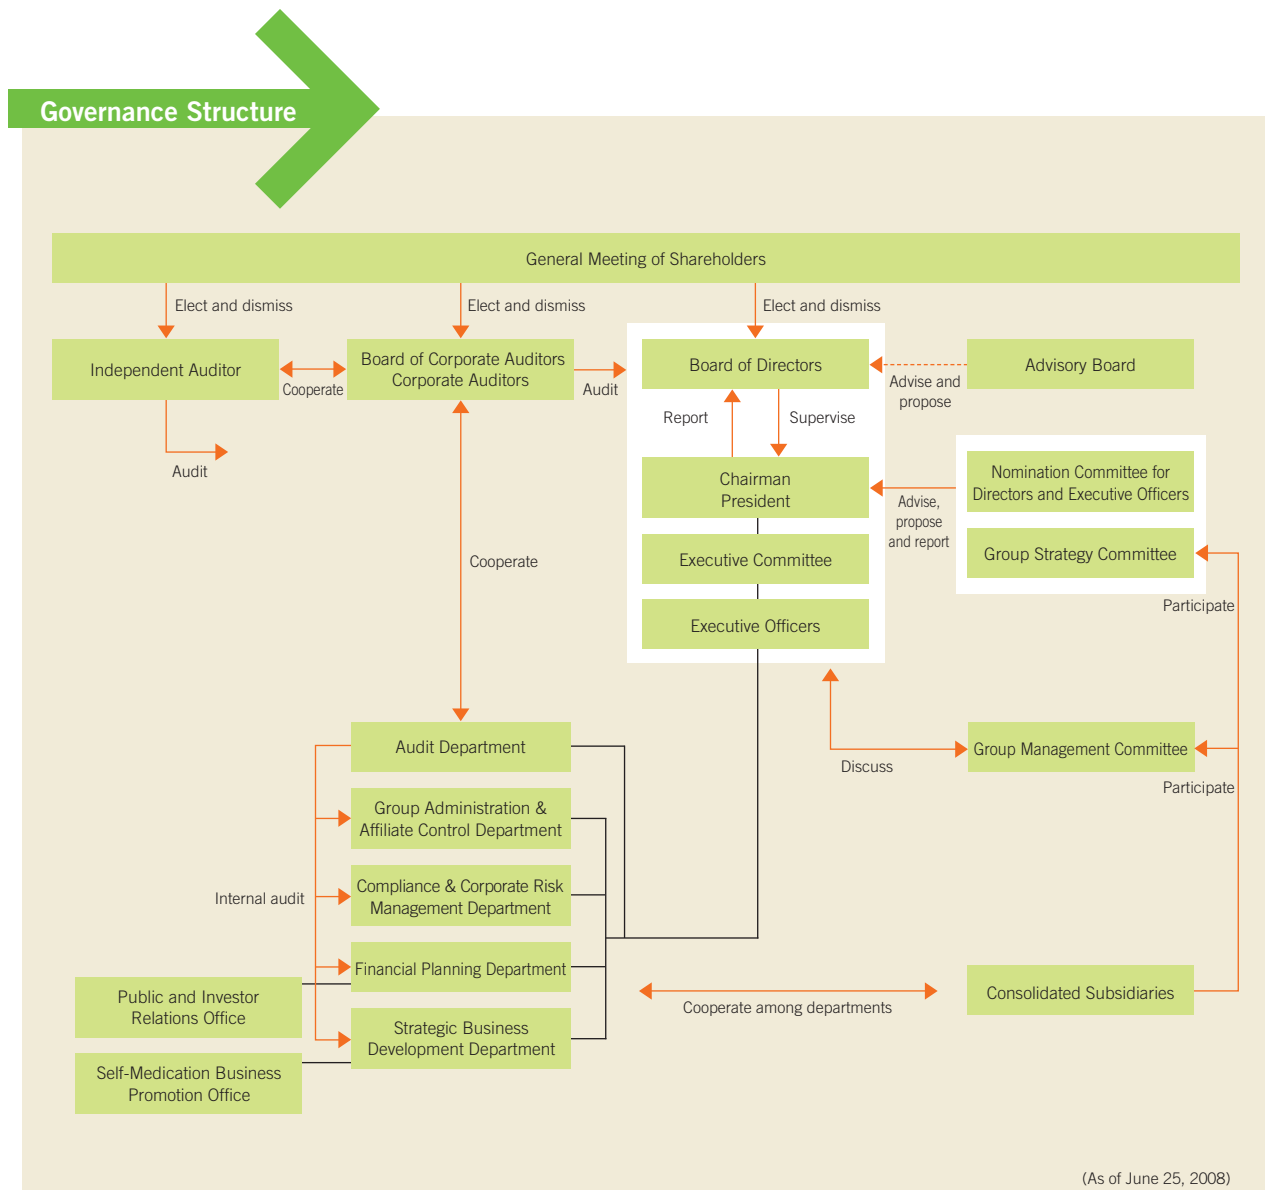 Governance Structure
General Meeting of Shareholders
Elect and dismiss
Elect and dismiss
Elect and dismiss
Independent Auditor
Cooperate
Board of Corporate Auditors
Corporate Auditors
Audit
Board of Directors
Advise and
propose
Advisory Board
Audit
Report
Supervise
Chairman
President
Advise,
propose
and report
Nomination Committee for
Directors and Executive Officers
Group Strategy Committee
Cooperate
Executive Committee
Executive Officers
Participate
Audit Department
Discuss
Group Management Committee
Participate
Group Administration &
Affiliate Control Department
Internal audit
Compliance & Corporate Risk
Management Department
Financial Planning Department
Public and Investor
Relations Office
Cooperate among departments
Consolidated Subsidiaries
Strategic Business
Development Department
Self-Medication Business
Promotion Office
(As of June 25, 2008)